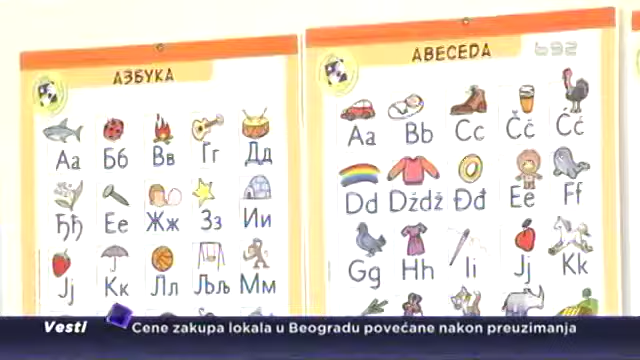 АЗБУКА
Аа Бб Вв Гг Дд
Ђђ Ее Жж Зз Ии
Јј Кк Лл Љљ Мм
ABECEDA
b92
Aa Bb Cc Čč Ćć
Dd Dždž Đđ Ee Ff
Gg Hh Ii Jj Kk
Vesti
Cene zakupa lokala u Beogradu povećane nakon preuzimanja